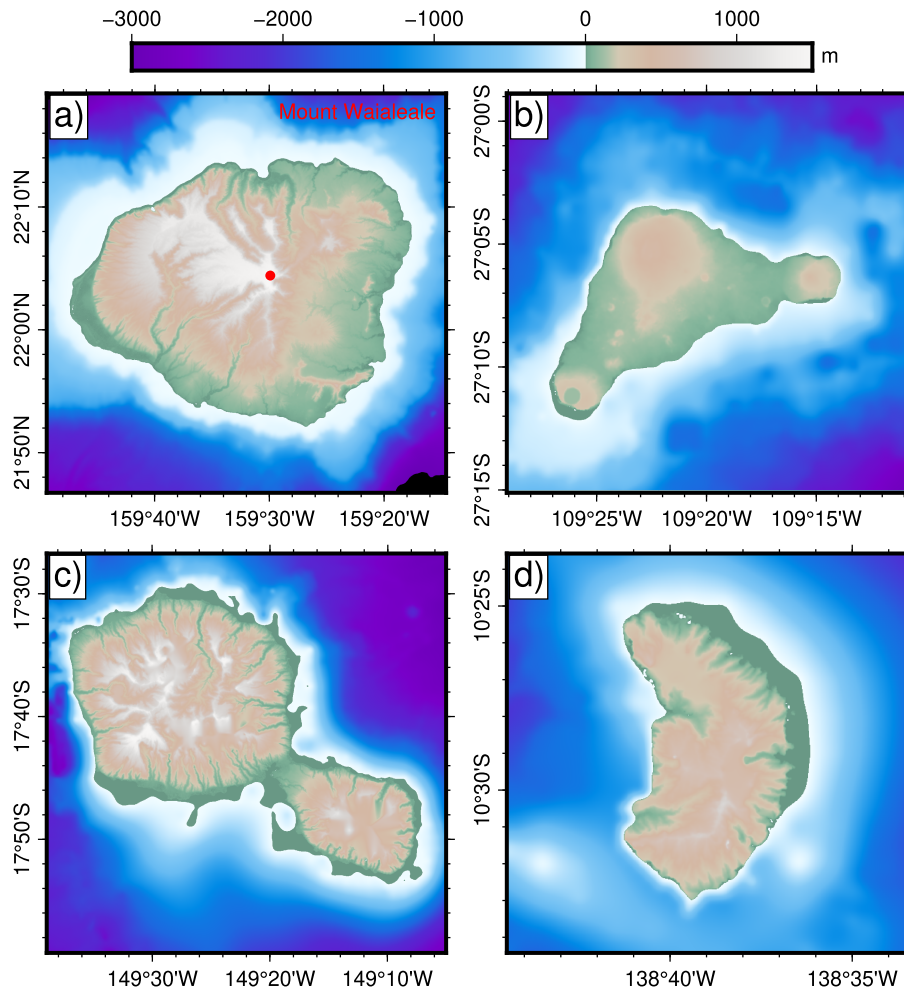 −3000 −2000 −1000 0 1000
m
a)
Mount Waialeale
22°10'N
22°00'N
21°50'N
159°40'W 159°30'W 159°20'W
b)
27°00'S
27°05'S
27°10'S
27°15'S
109°25'W 109°20'W 109°15'W
c)
17°30'S
17°40'S
17°50'S
149°30'W 149°20'W 149°10'W
d)
10°25'S
10°30'S
138°40'W 138°35'W